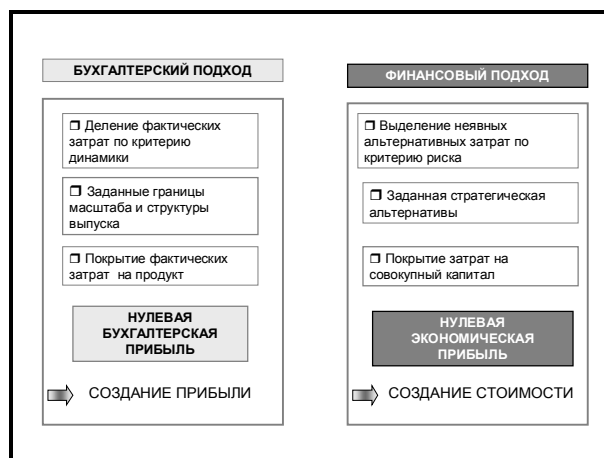 БУХГАЛТЕРСКИЙ ПОДХОД
❒ Деление фактических
затрат по критерию
динамики
❒ Заданные границы
масштаба и структуры
выпуска
❒ Покрытие фактических
затрат на продукт
НУЛЕВАЯ
БУХГАЛТЕРСКАЯ
ПРИБЫЛЬ
СОЗДАНИЕ ПРИБЫЛИ
ФИНАНСОВЫЙ ПОДХОД
❒ Выделение неявных
альтернативных затрат по
критерию риска
❒ Заданная стратегическая
альтернативы
❒ Покрытие затрат на
совокупный капитал
НУЛЕВАЯ
ЭКОНОМИЧЕСКАЯ
ПРИБЫЛЬ
СОЗДАНИЕ СТОИМОСТИ